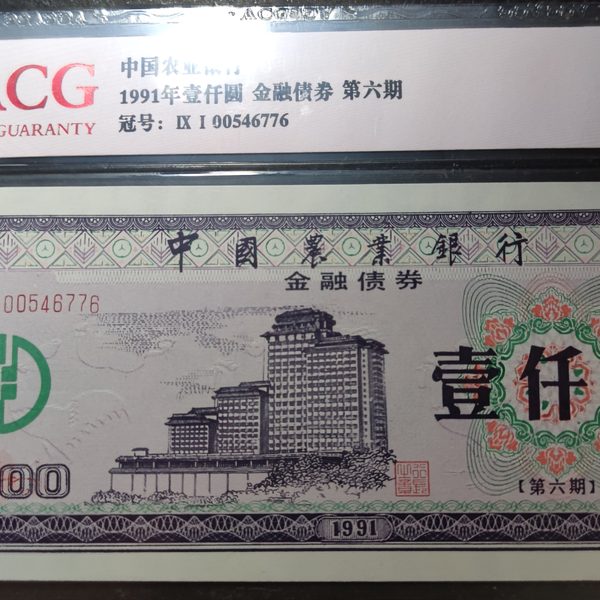 ACG
GUARANTY
中国农业银行
1991年壹仟圆 金融债券 第六期
冠号: Ⅸ Ⅰ 00546776
中國農業銀行
金融债券
00546776
壹仟
00
【第六期】
1991